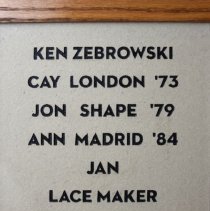 KEN ZEBROWSKI
CAY LONDON '73
JON SHAPE '79
ANN MADRID '84
JAN
LACE MAKER